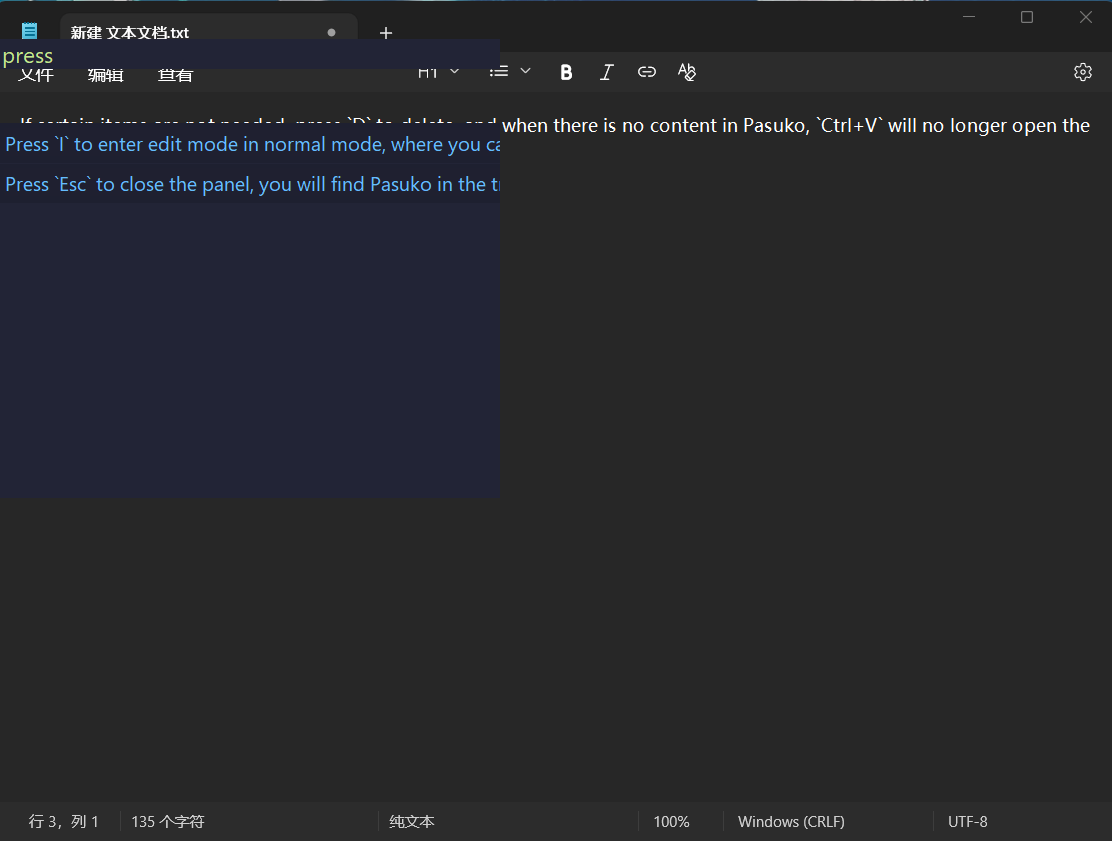 新建 文本文档.txt
press
文件 编辑 查看 H1
If certain items are not needed, press `D` to delete, and when there is no content in Pasuko, `Ctrl+V` will no longer open the
Press `I` to enter edit mode in normal mode, where you ca
Press `Esc` to close the panel, you will find Pasuko in the t
行 3，列 1 135 个字符 纯文本 100% Windows (CRLF) UTF-8